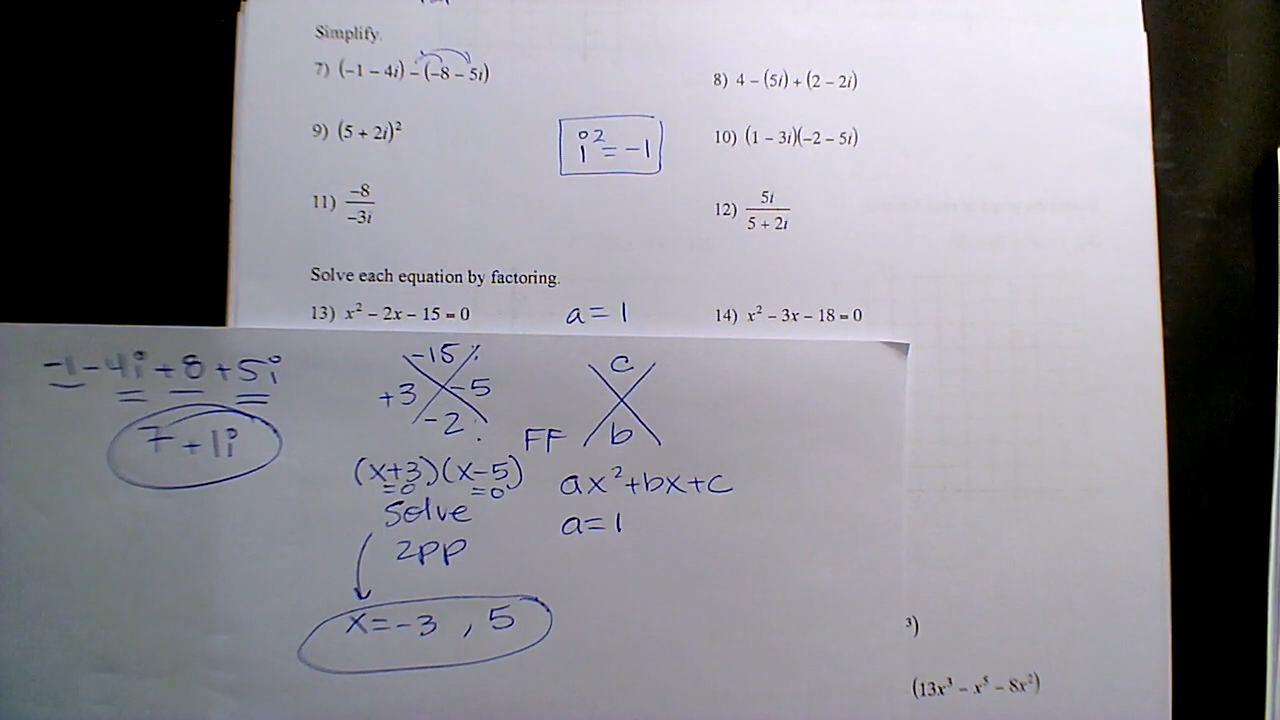 Simplify.
7) (−1 − 4i) − (−8 − 5i)
8) 4 − (5i) + (2 − 2i)
9) (5 + 2i)²
i² = −1
10) (1 − 3i)(−2 − 5i)
11) −8/−3i
12) 5i/5 + 2i
Solve each equation by factoring.
13) x² − 2x − 15 = 0
a = 1
14) x² − 3x − 18 = 0
−1 − 4i + 8 + 5i
7 + 1i
−15
+3 −5
−2
c
b
FF
(x+3)(x−5)
=0 =0
ax²+bx+c
Solve
a=1
ZPP
x = −3 , 5
3)
(13x³ − x⁵ − 8x²)